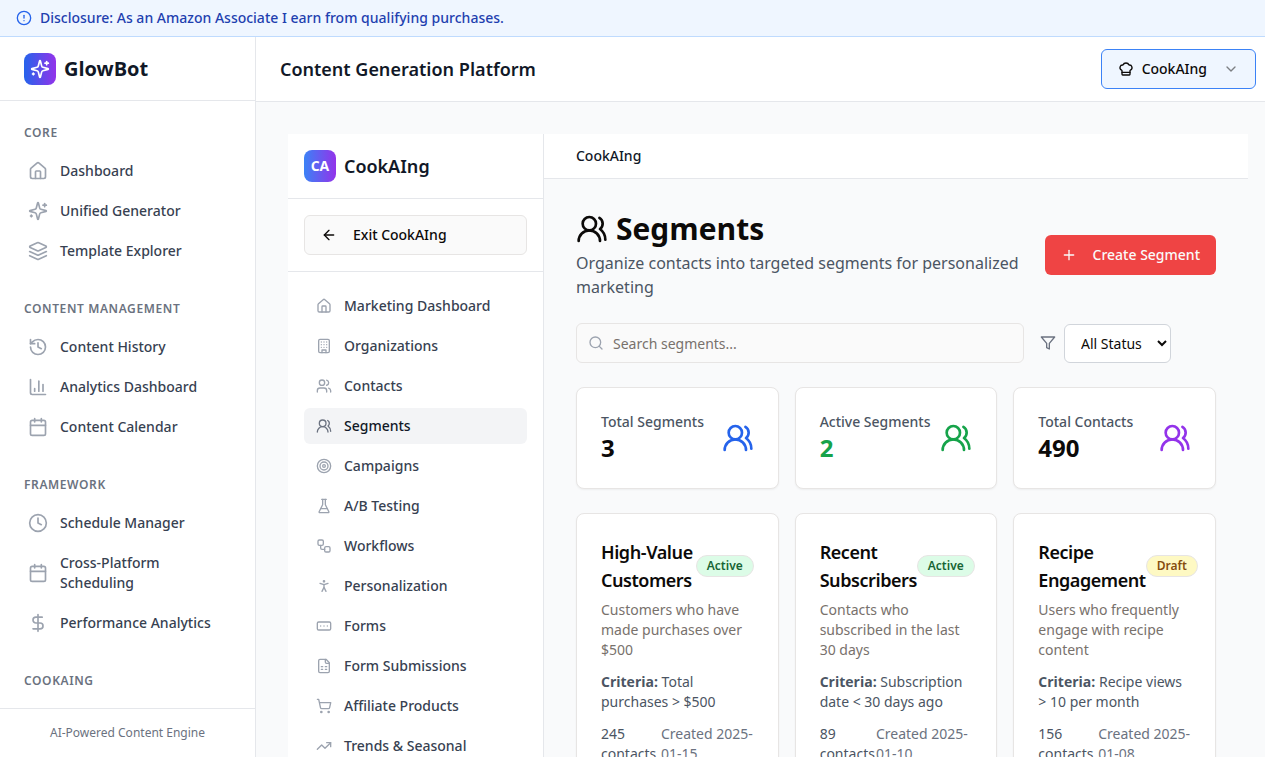 Disclosure: As an Amazon Associate I earn from qualifying purchases.
GlowBot
CORE
Dashboard
Unified Generator
Template Explorer
CONTENT MANAGEMENT
Content History
Analytics Dashboard
Content Calendar
FRAMEWORK
Schedule Manager
Cross-Platform
Scheduling
Performance Analytics
COOKAING
AI-Powered Content Engine
Content Generation Platform
CookAIng
CA CookAIng
Exit CookAIng
Marketing Dashboard
Organizations
Contacts
Segments
Campaigns
A/B Testing
Workflows
Personalization
Forms
Form Submissions
Affiliate Products
Trends & Seasonal
CookAIng
Segments
Organize contacts into targeted segments for personalized
marketing
Create Segment
Search segments...
All Status
Total Segments
3
Active Segments
2
Total Contacts
490
High-Value
Customers
Active
Customers who have
made purchases over
$500
Criteria: Total
purchases > $500
245 Created 2025-
contacts 01-15
Recent
Subscribers
Active
Contacts who
subscribed in the last
30 days
Criteria: Subscription
date < 30 days ago
89 Created 2025-
contacts 01-10
Recipe
Engagement
Draft
Users who frequently
engage with recipe
content
Criteria: Recipe views
> 10 per month
156 Created 2025-
contacts 01-08